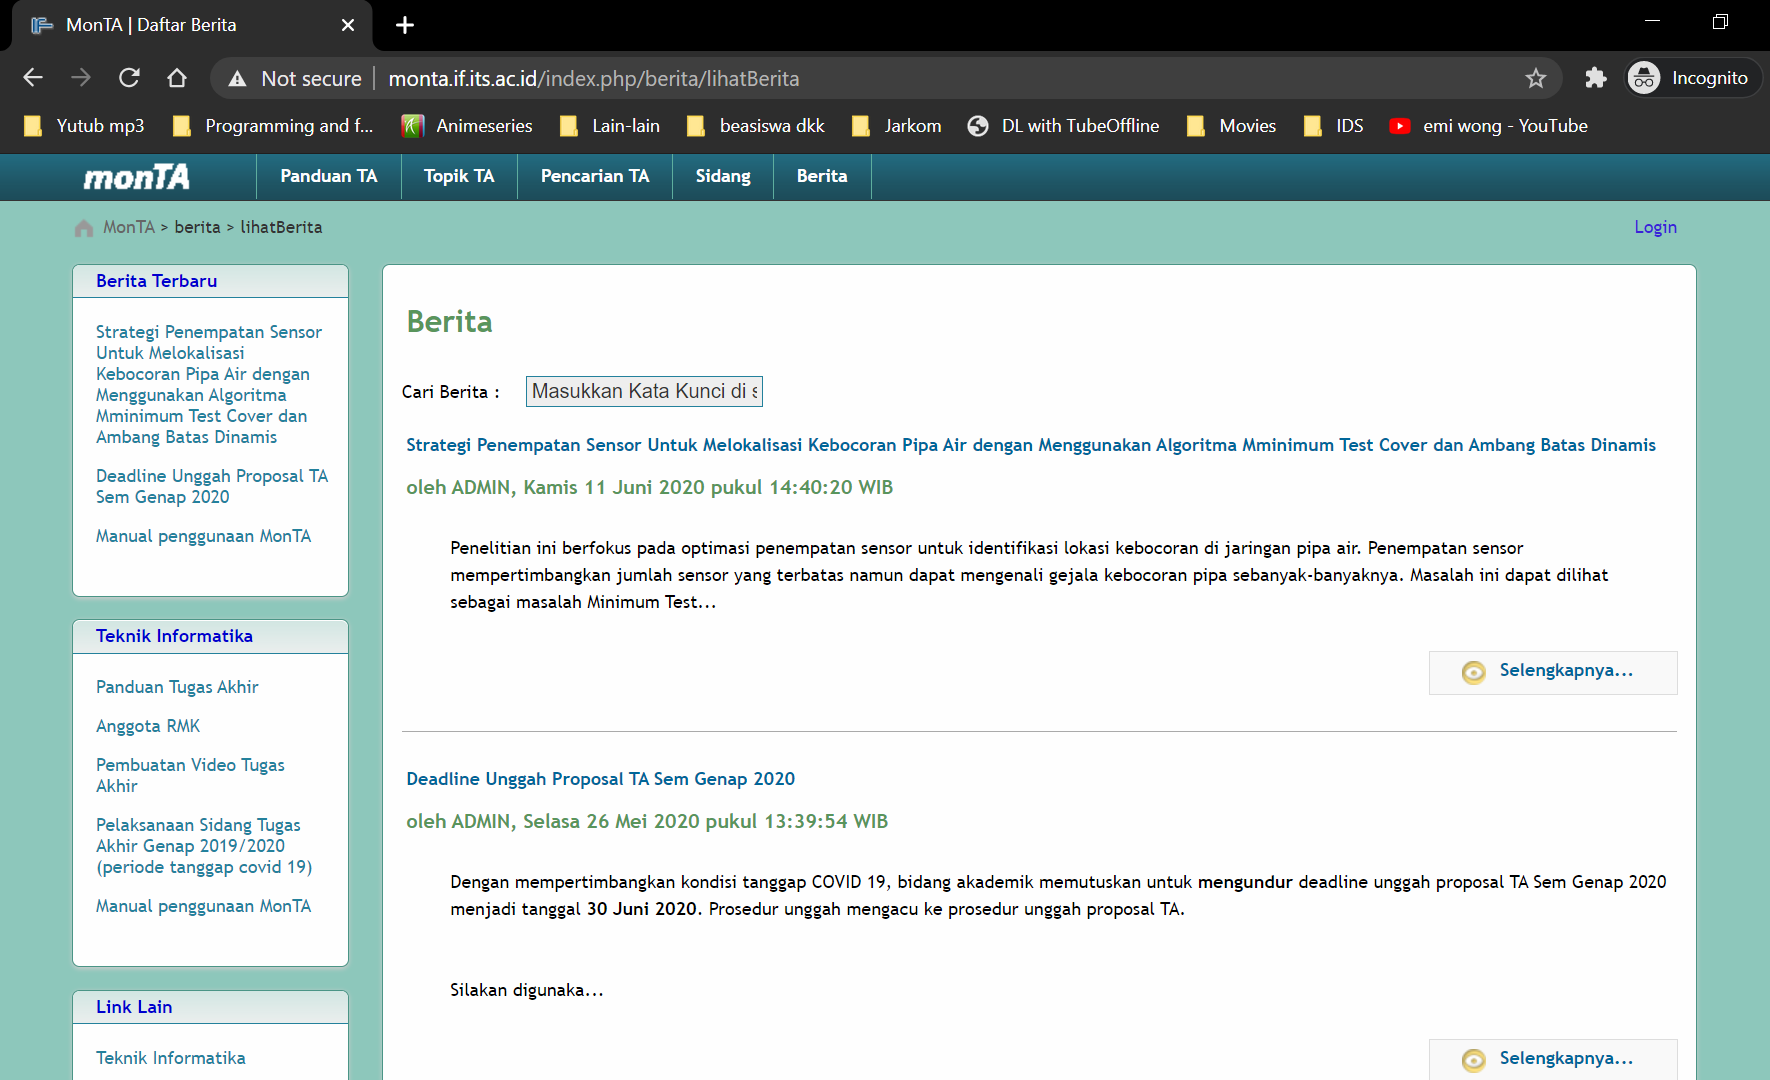 MonTA | Daftar Berita
Not secure
monta.if.its.ac.id/index.php/berita/lihatBerita
Incognito
Yutub mp3
Programming and f...
Animeseries
Lain-lain
beasiswa dkk
Jarkom
DL with TubeOffline
Movies
IDS
emi wong - YouTube
monTA
Panduan TA
Topik TA
Pencarian TA
Sidang
Berita
MonTA > berita > lihatBerita
Login
Berita Terbaru
Strategi Penempatan Sensor
Untuk Melokalisasi
Kebocoran Pipa Air dengan
Menggunakan Algoritma
Mminimum Test Cover dan
Ambang Batas Dinamis
Deadline Unggah Proposal TA
Sem Genap 2020
Manual penggunaan MonTA
Teknik Informatika
Panduan Tugas Akhir
Anggota RMK
Pembuatan Video Tugas
Akhir
Pelaksanaan Sidang Tugas
Akhir Genap 2019/2020
(periode tanggap covid 19)
Manual penggunaan MonTA
Link Lain
Teknik Informatika
Berita
Cari Berita :
Masukkan Kata Kunci di s
Strategi Penempatan Sensor Untuk Melokalisasi Kebocoran Pipa Air dengan Menggunakan Algoritma Mminimum Test Cover dan Ambang Batas Dinamis
oleh ADMIN, Kamis 11 Juni 2020 pukul 14:40:20 WIB
Penelitian ini berfokus pada optimasi penempatan sensor untuk identifikasi lokasi kebocoran di jaringan pipa air. Penempatan sensor
mempertimbangkan jumlah sensor yang terbatas namun dapat mengenali gejala kebocoran pipa sebanyak-banyaknya. Masalah ini dapat dilihat
sebagai masalah Minimum Test...
Selengkapnya...
Deadline Unggah Proposal TA Sem Genap 2020
oleh ADMIN, Selasa 26 Mei 2020 pukul 13:39:54 WIB
Dengan mempertimbangkan kondisi tanggap COVID 19, bidang akademik memutuskan untuk mengundur deadline unggah proposal TA Sem Genap 2020
menjadi tanggal 30 Juni 2020. Prosedur unggah mengacu ke prosedur unggah proposal TA.
Silakan digunaka...
Selengkapnya...